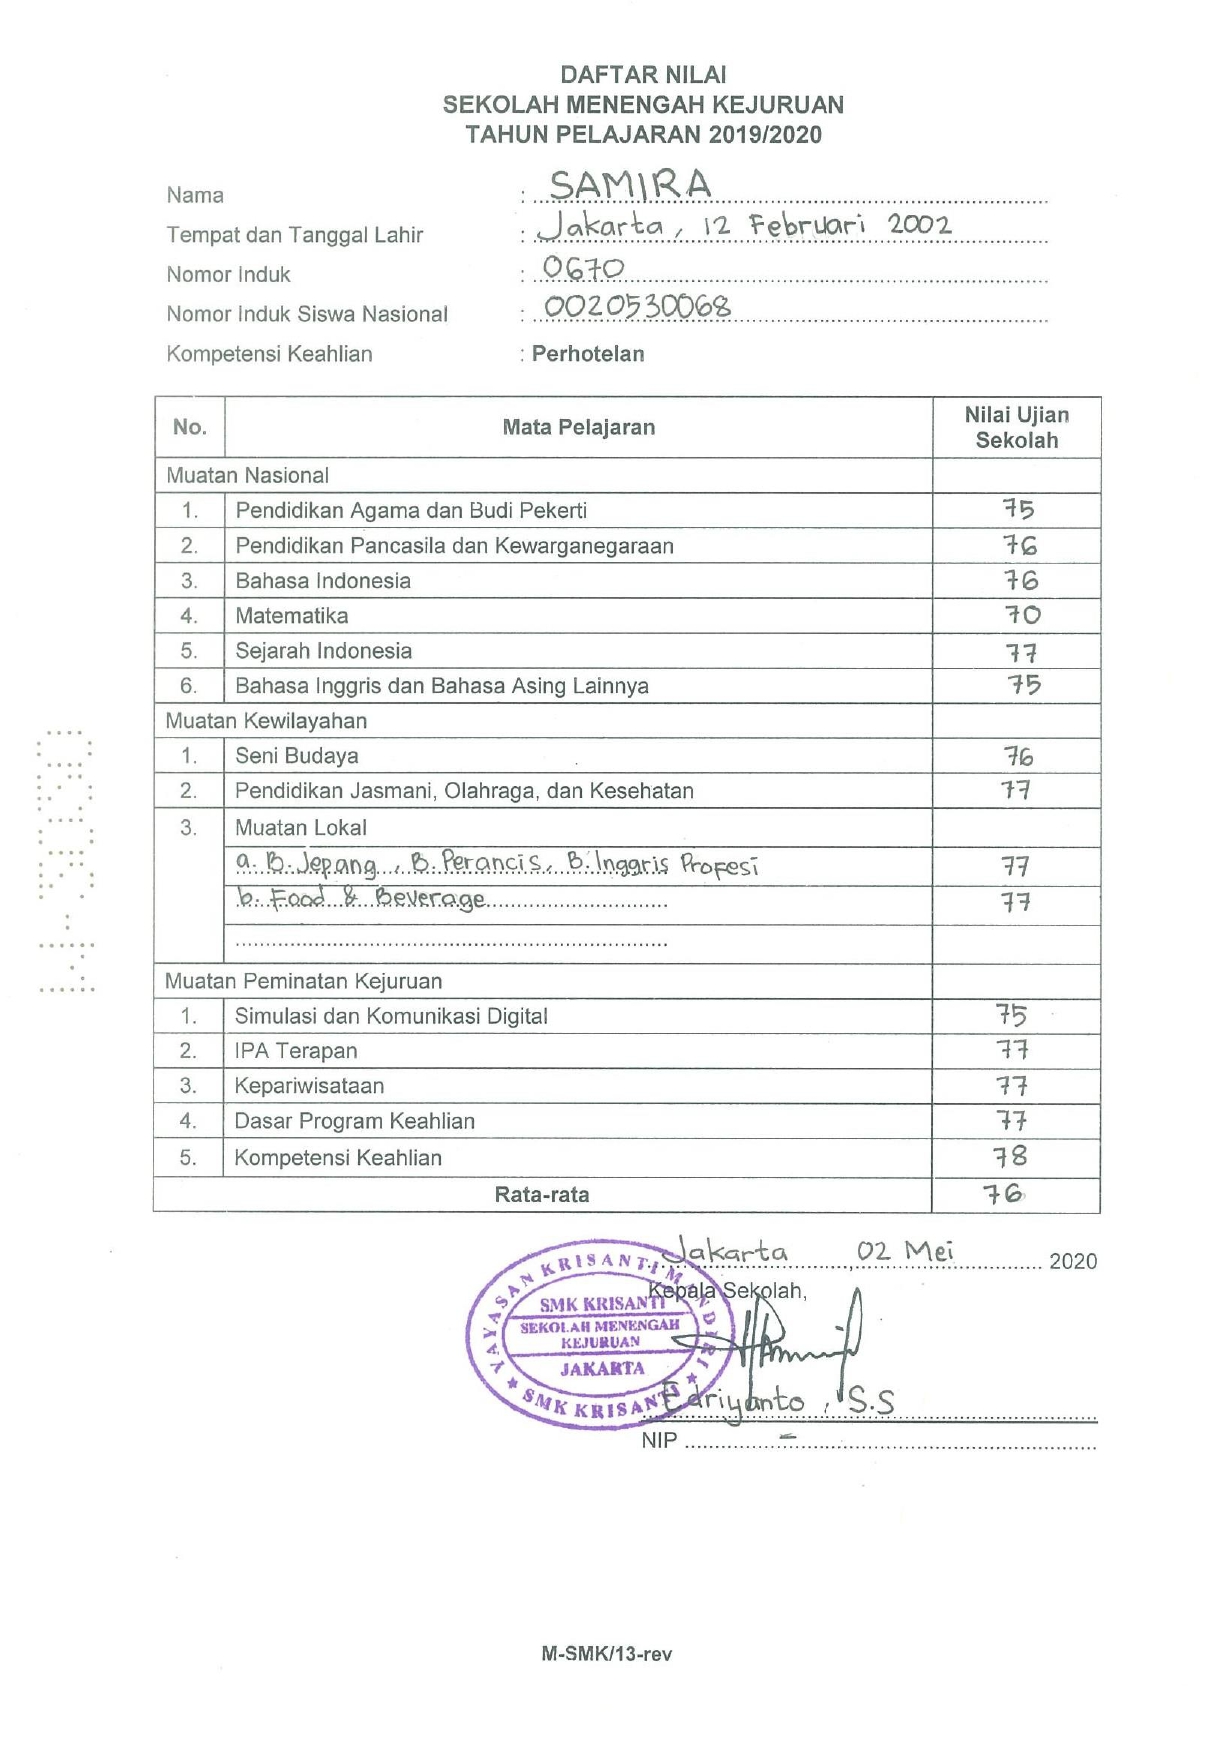 DAFTAR NILAI
SEKOLAH MENENGAH KEJURUAN
TAHUN PELAJARAN 2019/2020
Nama : SAMIRA
Tempat dan Tanggal Lahir : Jakarta, 12 Februari 2002
Nomor Induk : 0670
Nomor Induk Siswa Nasional : 0020530068
Kompetensi Keahlian : Perhotelan
No. Mata Pelajaran Nilai Ujian Sekolah
Muatan Nasional
1. Pendidikan Agama dan Budi Pekerti 75
2. Pendidikan Pancasila dan Kewarganegaraan 76
3. Bahasa Indonesia 76
4. Matematika 70
5. Sejarah Indonesia 77
6. Bahasa Inggris dan Bahasa Asing Lainnya 75
Muatan Kewilayahan
1. Seni Budaya 76
2. Pendidikan Jasmani, Olahraga, dan Kesehatan 77
3. Muatan Lokal
a. B. Jepang, B. Perancis, B. Inggris Profesi 77
b. Food & Beverage 77
Muatan Peminatan Kejuruan
1. Simulasi dan Komunikasi Digital 75
2. IPA Terapan 77
3. Kepariwisataan 77
4. Dasar Program Keahlian 77
5. Kompetensi Keahlian 78
Rata-rata 76
Jakarta, 02 Mei 2020
Kepala Sekolah,
YAYASAN KRISANTI MANDIRI
SMK KRISANTI
SEKOLAH MENENGAH
KEJURUAN
JAKARTA
★ SMK KRISANTI ★
Edriyanto, S.S
NIP -
M-SMK/13-rev